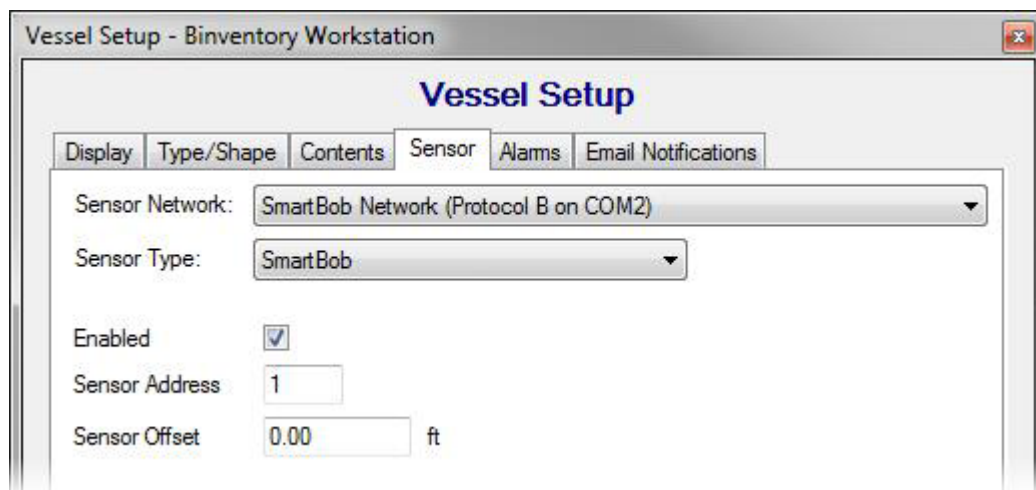 Vessel Setup - Binventory Workstation
Vessel Setup
Display Type/Shape Contents Sensor Alarms Email Notifications
Sensor Network: SmartBob Network (Protocol B on COM2)
Sensor Type: SmartBob
Enabled
Sensor Address 1
Sensor Offset 0.00 ft